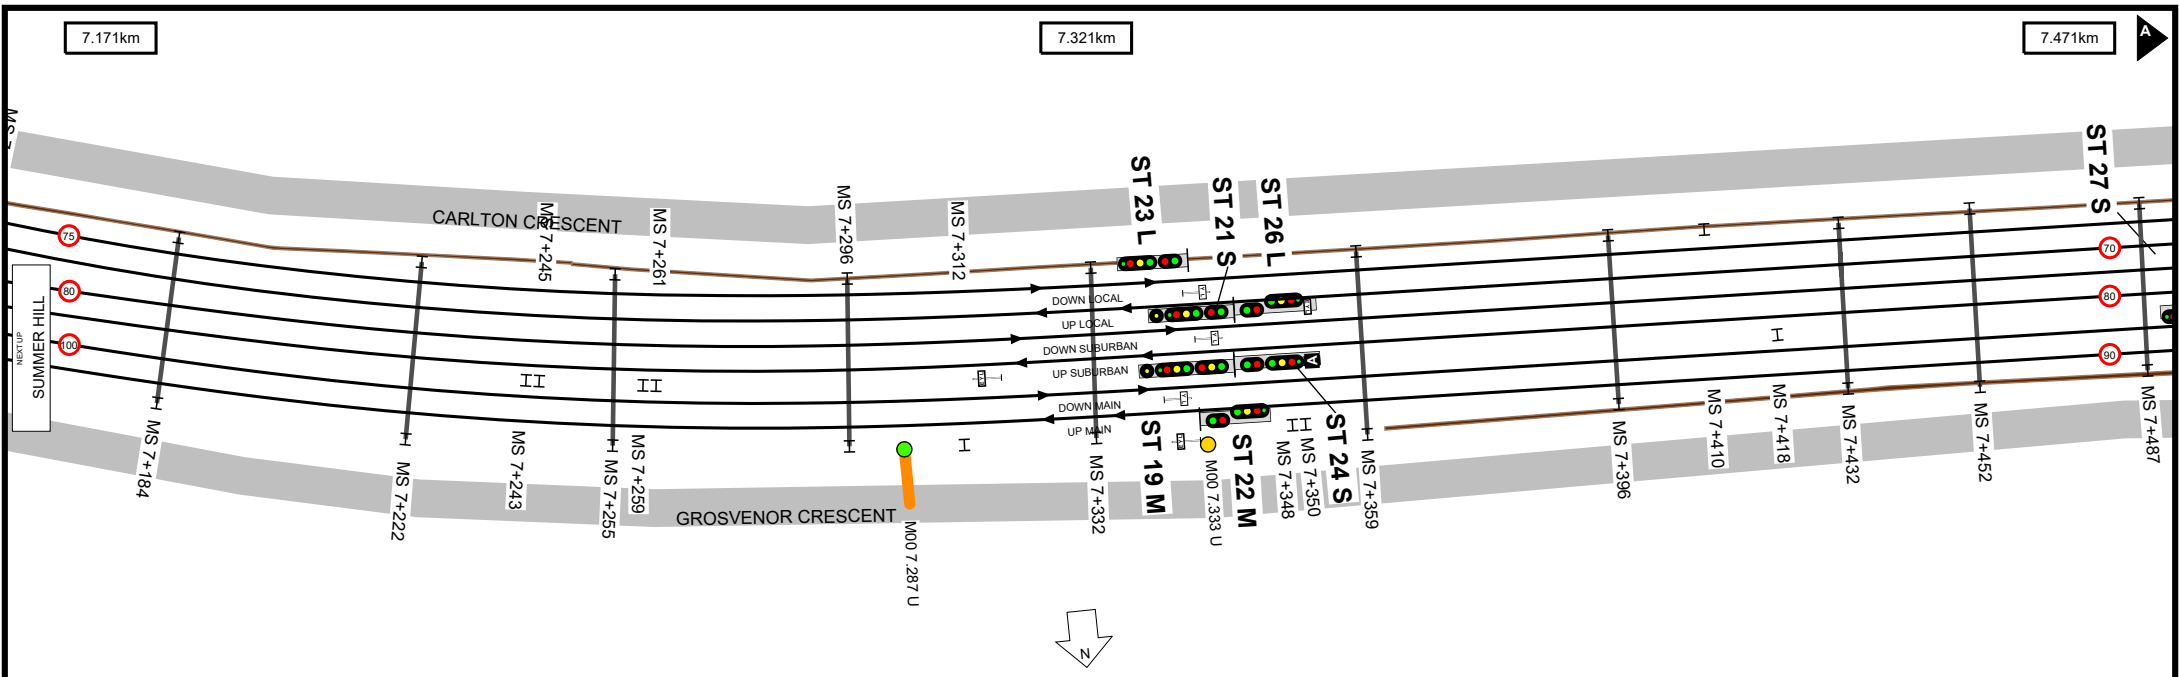 7.171km
7.321km
7.471km
A
CARLTON CRESCENT
MS 7+245
MS 7+261
MS 7+296
MS 7+312
ST 23 L
ST 21 S
ST 26 L
ST 27 S
75
80
100
70
80
90
NEXT UP
SUMMER HILL
DOWN LOCAL
UP LOCAL
DOWN SUBURBAN
UP SUBURBAN
DOWN MAIN
UP MAIN
A
MS 7+184
MS 7+222
MS 7+243
MS 7+255
MS 7+259
GROSVENOR CRESCENT
M00 7.287 U
MS 7+332
ST 19 M
M00 7.333 U
ST 22 M
MS 7+348
MS 7+350
ST 24 S
MS 7+359
MS 7+396
MS 7+410
MS 7+418
MS 7+432
MS 7+452
MS 7+487
N